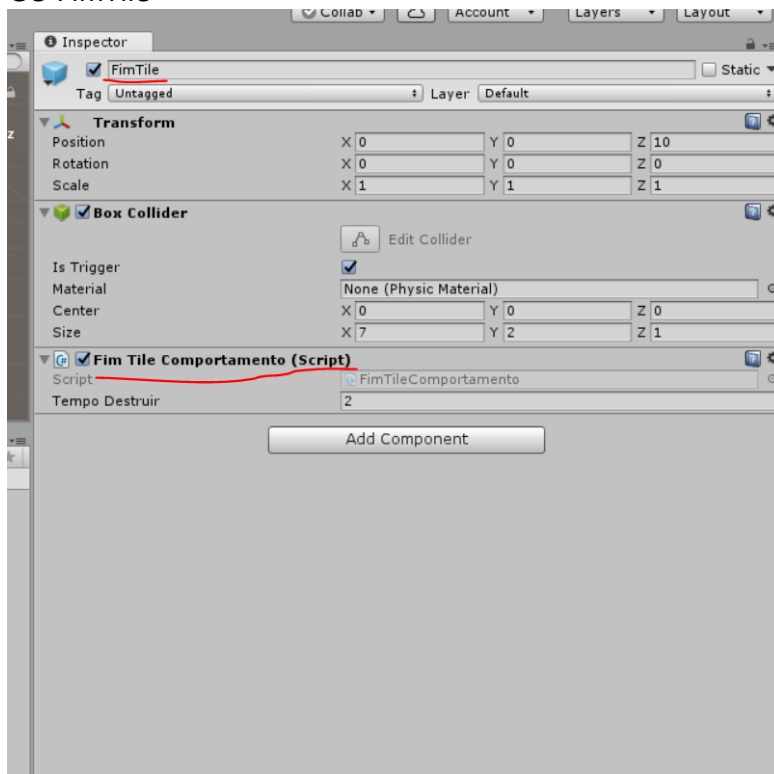 Collab Account Layers Layout
Inspector
FimTile Static
Tag Untagged Layer Default
z
Transform
Position X 0 Y 0 Z 10
Rotation X 0 Y 0 Z 0
Scale X 1 Y 1 Z 1
Box Collider
Edit Collider
Is Trigger
Material None (Physic Material)
Center X 0 Y 0 Z 0
Size X 7 Y 2 Z 1
Fim Tile Comportamento (Script)
Script FimTileComportamento
Tempo Destruir 2
Add Component